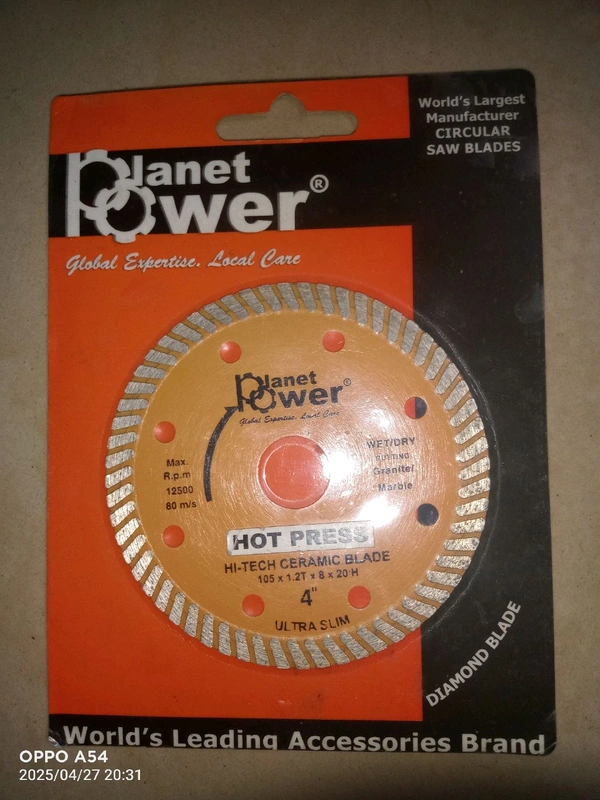 World's Largest
Manufacturer
CIRCULAR
SAW BLADES
Planet
Power®
Global Expertise. Local Care
Planet
Power®
Global Expertise. Local Care
Max.
R.p.m
12500
80 m/s
WET/DRY
CUTTING
Granite/
Marble
HOT PRESS
HI-TECH CERAMIC BLADE
105 x 1.2T x 8 x 20 H
4"
ULTRA SLIM
DIAMOND BLADE
World's Leading Accessories Brand
OPPO A54
2025/04/27 20:31